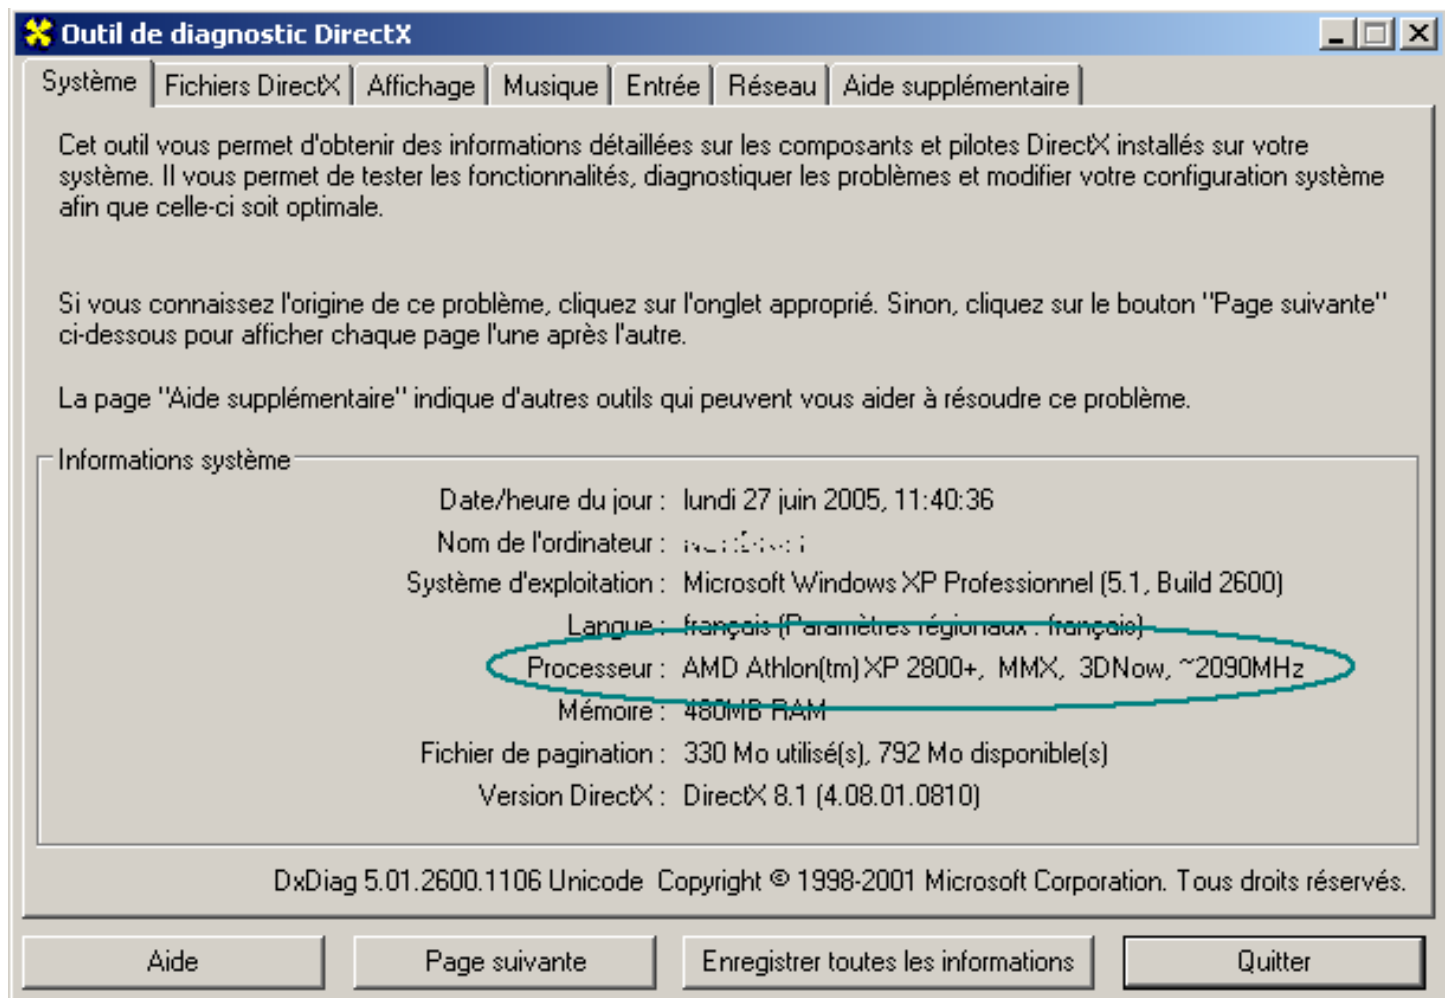 Outil de diagnostic DirectX
Système Fichiers DirectX Affichage Musique Entrée Réseau Aide supplémentaire
Cet outil vous permet d'obtenir des informations détaillées sur les composants et pilotes DirectX installés sur votre
système. Il vous permet de tester les fonctionnalités, diagnostiquer les problèmes et modifier votre configuration système
afin que celle-ci soit optimale.
Si vous connaissez l'origine de ce problème, cliquez sur l'onglet approprié. Sinon, cliquez sur le bouton "Page suivante"
ci-dessous pour afficher chaque page l'une après l'autre.
La page "Aide supplémentaire" indique d'autres outils qui peuvent vous aider à résoudre ce problème.
Informations système
Date/heure du jour : lundi 27 juin 2005, 11:40:36
Nom de l'ordinateur :
Système d'exploitation : Microsoft Windows XP Professionnel (5.1, Build 2600)
Langue : français (Paramètres régionaux : français)
Processeur : AMD Athlon(tm) XP 2800+, MMX, 3DNow, ~2090MHz
Mémoire : 480MB RAM
Fichier de pagination : 330 Mo utilisé(s), 792 Mo disponible(s)
Version DirectX : DirectX 8.1 (4.08.01.0810)
DxDiag 5.01.2600.1106 Unicode Copyright © 1998-2001 Microsoft Corporation. Tous droits réservés.
Aide Page suivante Enregistrer toutes les informations Quitter